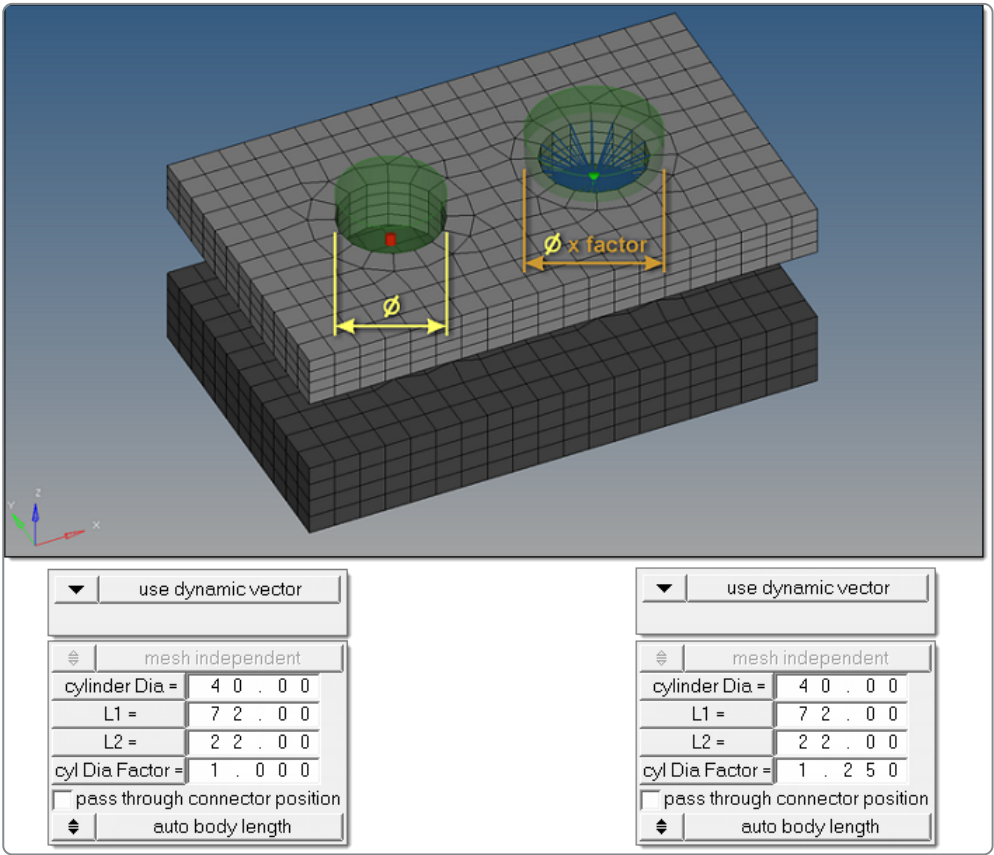 Ø x factor
Ø
Z
Y
X
use dynamic vector
mesh independent
cylinder Dia = 40.00
L1 = 72.00
L2 = 22.00
cyl Dia Factor = 1.000
pass through connector position
auto body length
use dynamic vector
mesh independent
cylinder Dia = 40.00
L1 = 72.00
L2 = 22.00
cyl Dia Factor = 1.250
pass through connector position
auto body length